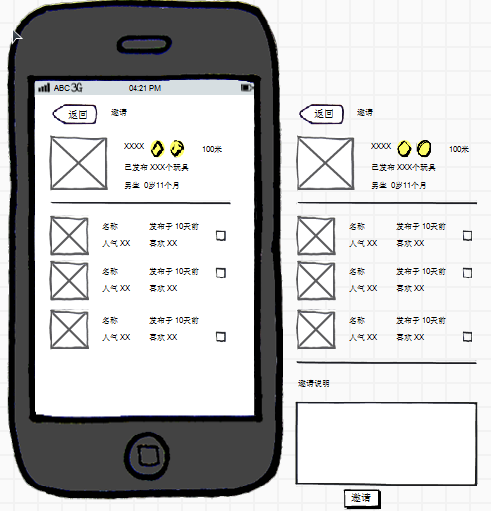 ABC 3G 04:21 PM
返回 邀请
XXXX 100米
已发布 XXX个玩具
男生 0岁11个月
名称 发布于 10天前
人气 XX 喜欢 XX
名称 发布于 10天前
人气 XX 喜欢 XX
名称 发布于 10天前
人气 XX 喜欢 XX
返回 邀请
XXXX 100米
已发布 XXX个玩具
男生 0岁11个月
名称 发布于 10天前
人气 XX 喜欢 XX
名称 发布于 10天前
人气 XX 喜欢 XX
名称 发布于 10天前
人气 XX 喜欢 XX
邀请说明
邀请